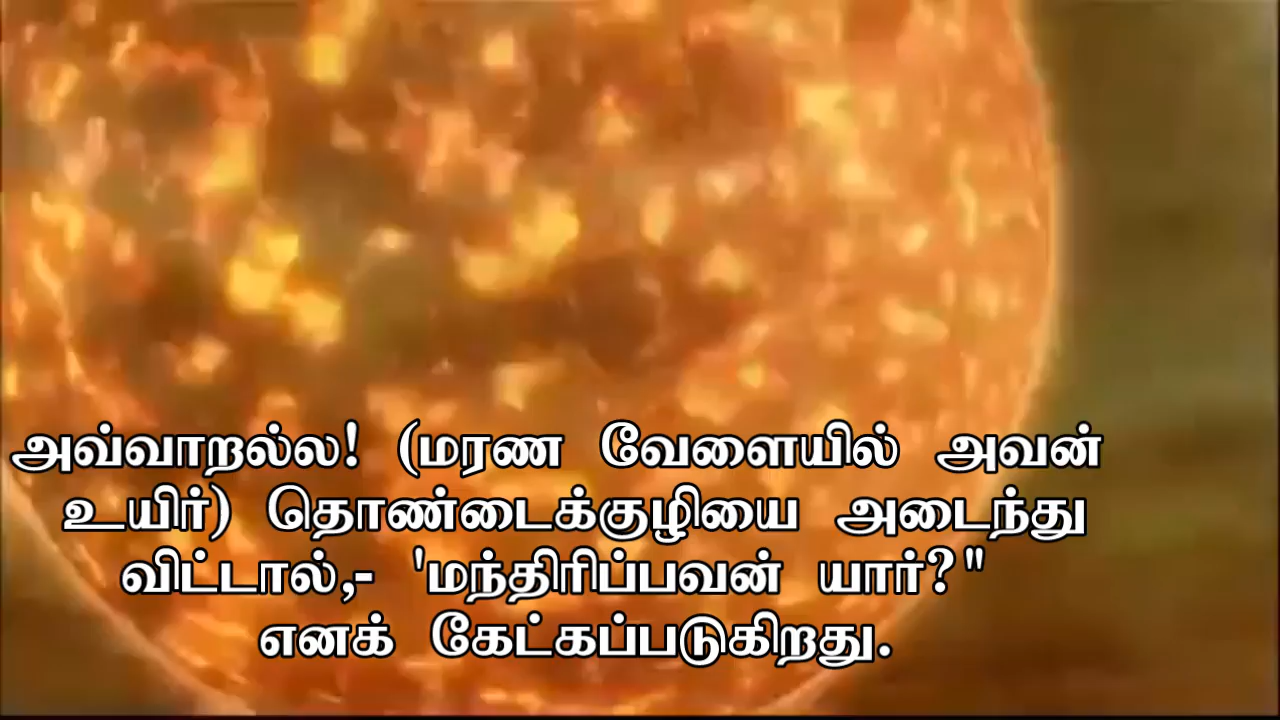 அவ்வாறல்ல! (மரண வேளையில் அவன்
உயிர்) தொண்டைக்குழியை அடைந்து
விட்டால்,- 'மந்திரிப்பவன் யார்?"
எனக் கேட்கப்படுகிறது.